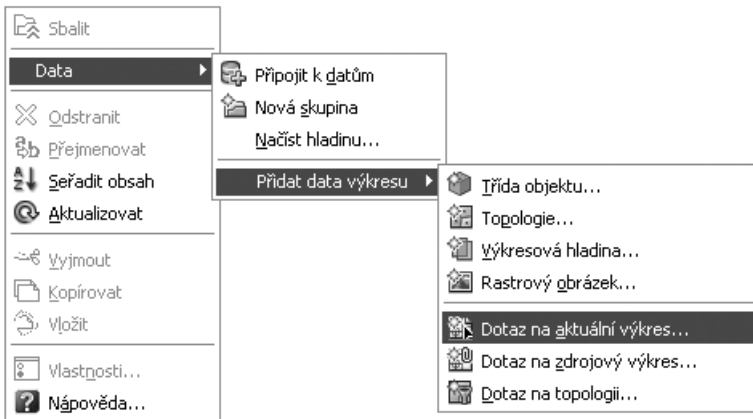 Sbalit
Data
Odstranit
Přejmenovat
Seřadit obsah
Aktualizovat
Vyjmout
Kopírovat
Vložit
Vlastnosti...
Nápověda...
Připojit k datům
Nová skupina
Načíst hladinu...
Přidat data výkresu
Třída objektu...
Topologie...
Výkresová hladina...
Rastrový obrázek...
Dotaz na aktuální výkres...
Dotaz na zdrojový výkres...
Dotaz na topologii...